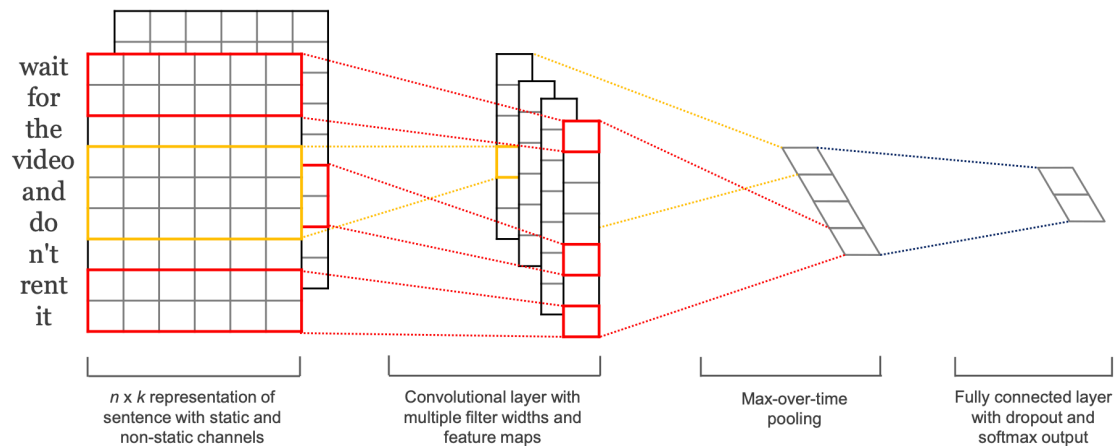 wait
for
the
video
and
do
n't
rent
it
n x k representation of
sentence with static and
non-static channels
Convolutional layer with
multiple filter widths and
feature maps
Max-over-time
pooling
Fully connected layer
with dropout and
softmax output